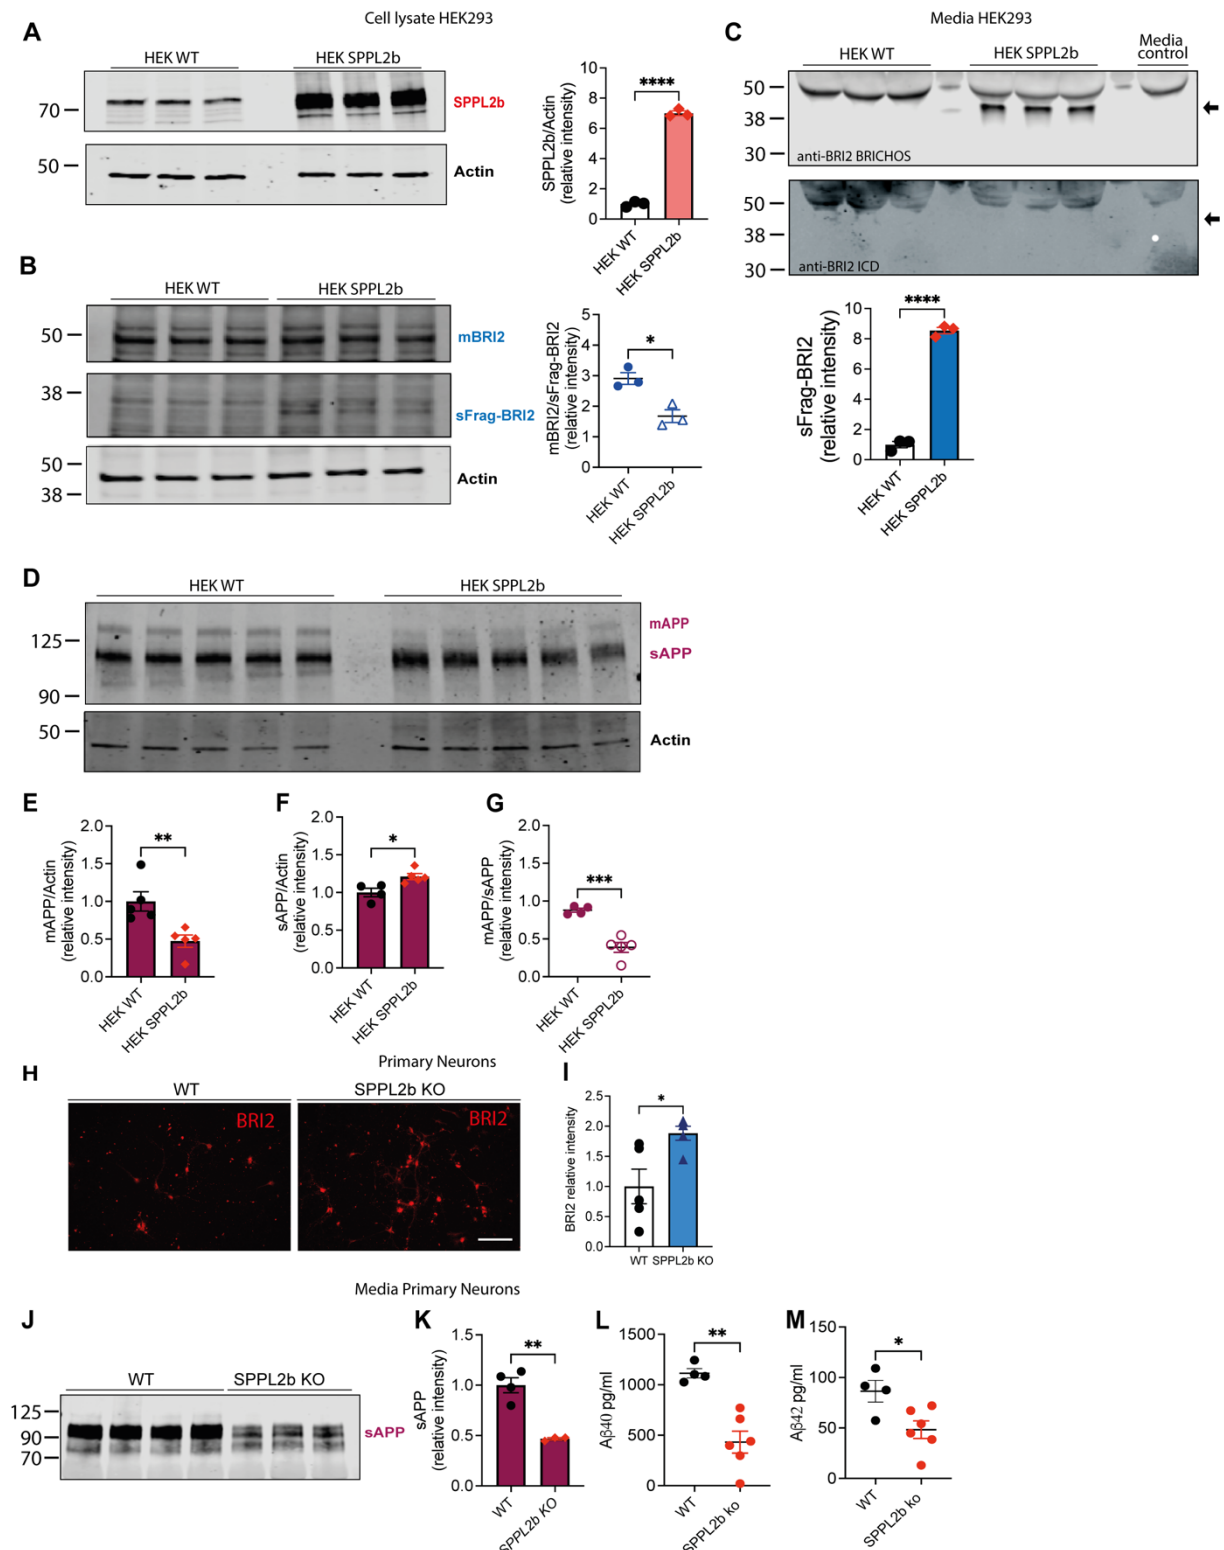 Cell lysate HEK293
Media HEK293
A
HEK WT
HEK SPPL2b
70
SPPL2b
50
Actin
SPPL2b/Actin
(relative intensity)
10
8
6
4
2
0
****
HEK WT
HEK SPPL2b
C
HEK WT
HEK SPPL2b
Media
control
50
38
30
anti-BRI2 BRICHOS
50
38
30
anti-BRI2 ICD
sFrag-BRI2
(relative intensity)
10
8
6
4
2
0
****
HEK WT
HEK SPPL2b
B
HEK WT
HEK SPPL2b
50
mBRI2
38
sFrag-BRI2
50
38
Actin
mBRI2/sFrag-BRI2
(relative intensity)
5
4
3
2
1
0
*
HEK WT
HEK SPPL2b
D
HEK WT
HEK SPPL2b
125
90
mAPP
sAPP
50
Actin
E
mAPP/Actin
(relative intensity)
2.0
1.5
1.0
0.5
0.0
**
HEK WT
HEK SPPL2b
F
sAPP/Actin
(relative intensity)
2.0
1.5
1.0
0.5
0.0
*
HEK WT
HEK SPPL2b
G
mAPP/sAPP
(relative intensity)
2.0
1.5
1.0
0.5
0.0
***
HEK WT
HEK SPPL2b
Primary Neurons
H
WT
SPPL2b KO
BRI2
BRI2
I
BRI2 relative intensity
2.5
2.0
1.5
1.0
0.5
0.0
*
WT
SPPL2b KO
Media Primary Neurons
J
WT
SPPL2b KO
125
90
70
sAPP
K
sAPP
(relative intensity)
1.5
1.0
0.5
0.0
**
WT
SPPL2b KO
L
Aβ40 pg/ml
1500
1000
500
0
**
WT
SPPL2b ko
M
Aβ42 pg/ml
150
100
50
0
*
WT
SPPL2b ko